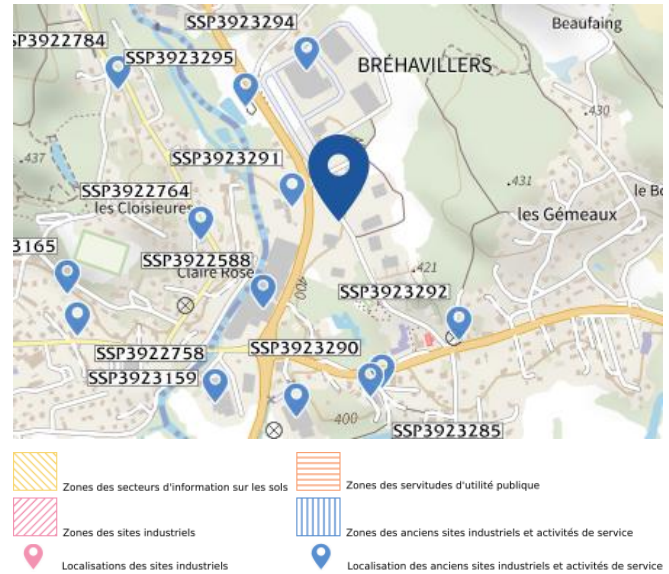 SSP3923294
Beaufaing
SP3922784
SSP3923295
BRÉHAVILLERS
.430
.437
SSP3923291
.431
SSP3922764
les Cloisieures
les Gémeaux
le Bo
3165
SSP3922588
Claire Rose
.421
400
SSP3923292
SSP3922758
SSP3923290
SSP3923159
400
SSP3923285
Zones des secteurs d'information sur les sols
Zones des servitudes d'utilité publique
Zones des sites industriels
Zones des anciens sites industriels et activités de service
Localisations des sites industriels
Localisation des anciens sites industriels et activités de service